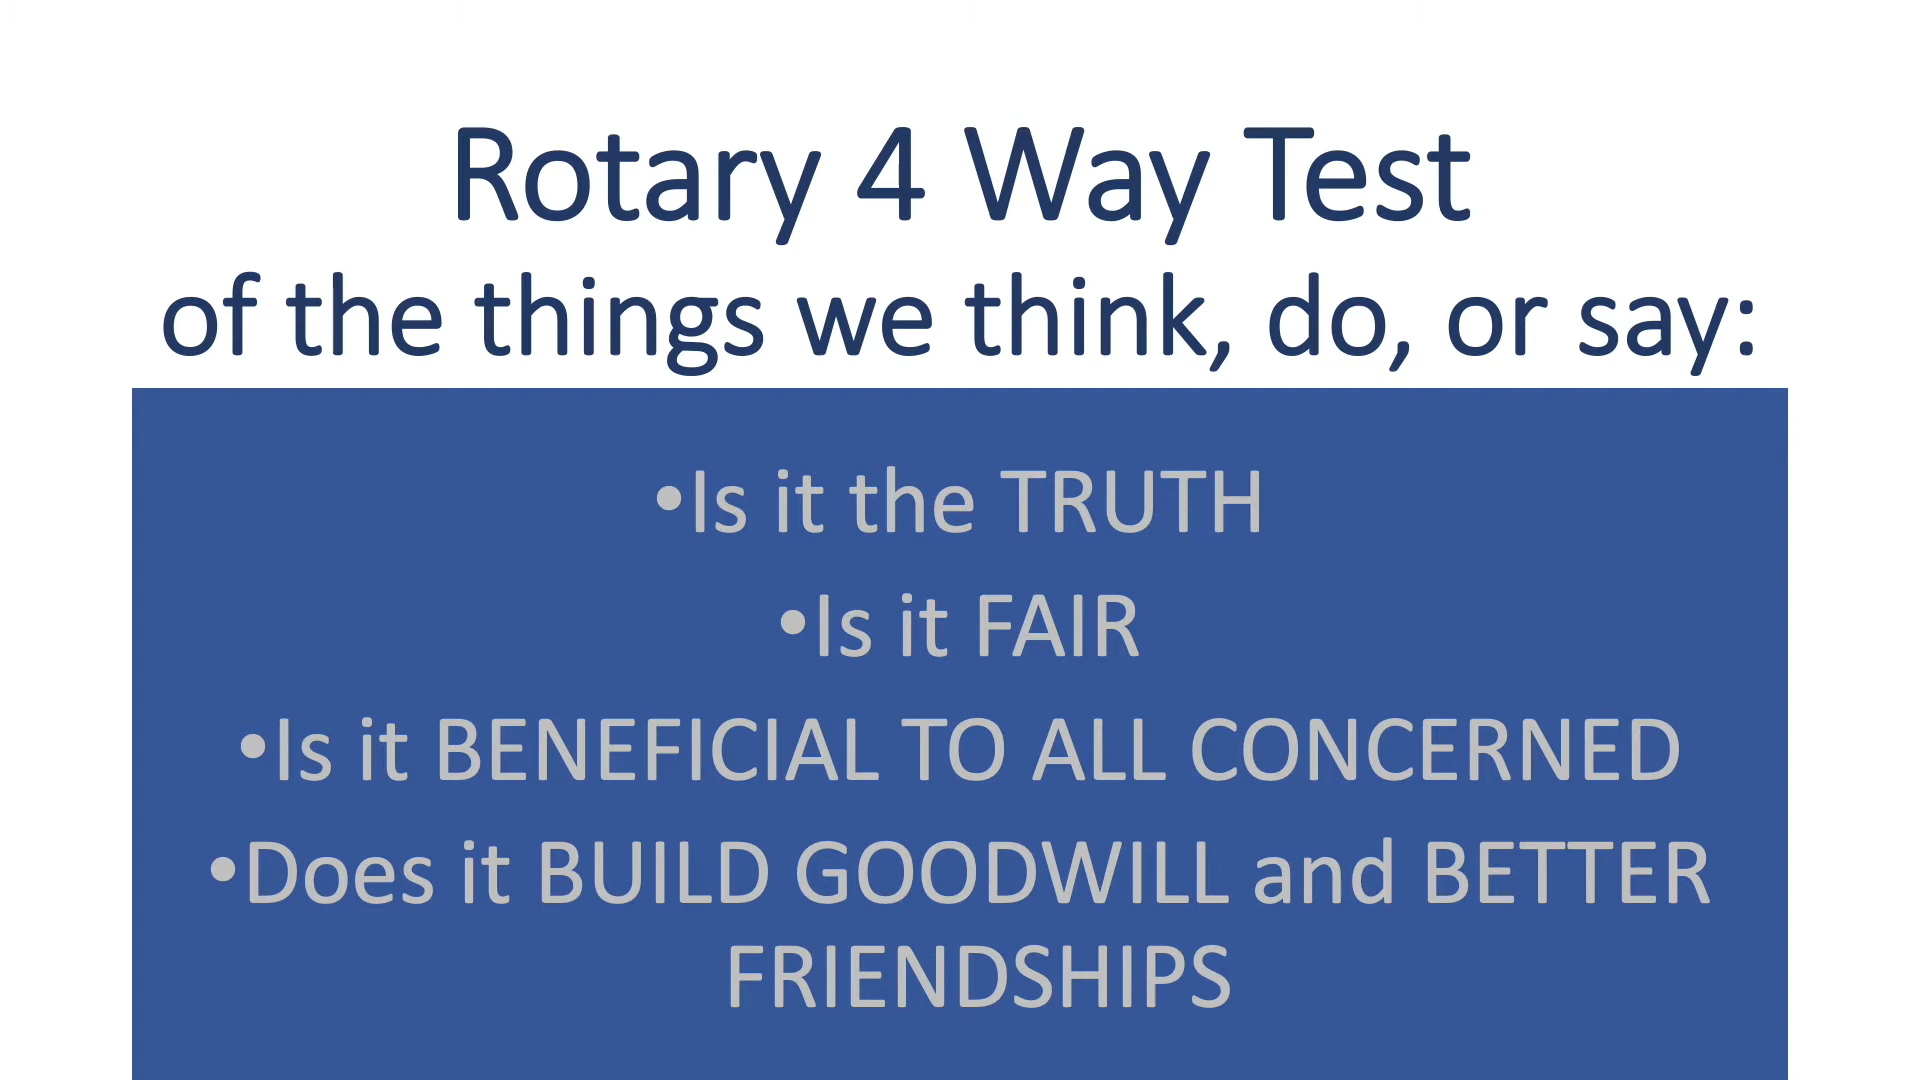 Rotary 4 Way Test
of the things we think, do, or say:
•Is it the TRUTH
•Is it FAIR
•Is it BENEFICIAL TO ALL CONCERNED
•Does it BUILD GOODWILL and BETTER
FRIENDSHIPS